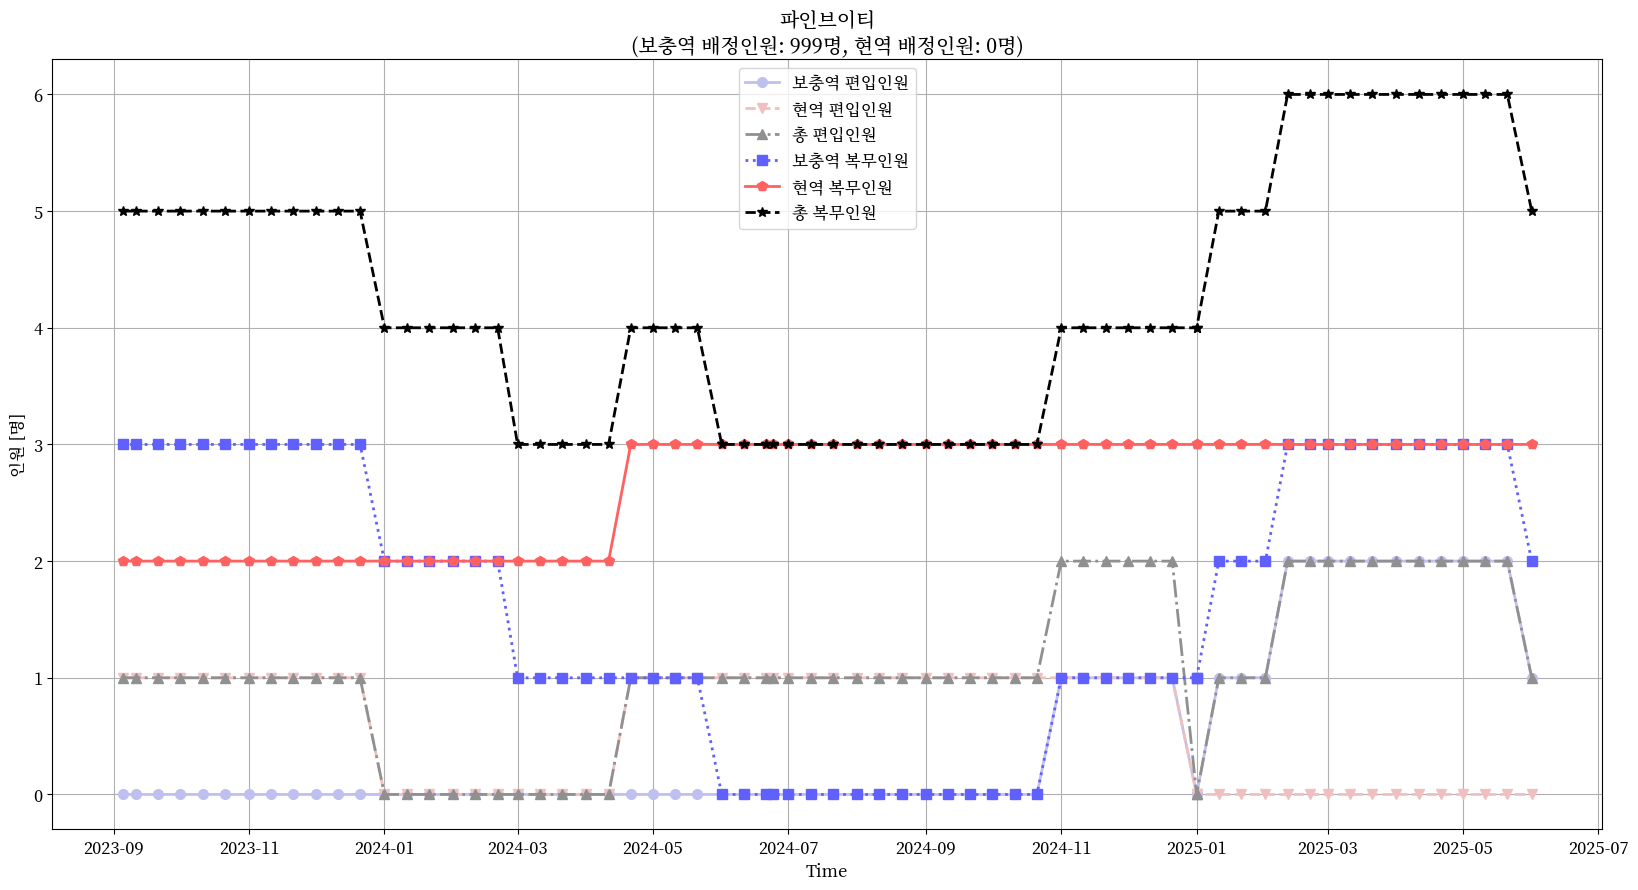 파인브이티
(보충역 배정인원: 999명, 현역 배정인원: 0명)
보충역 편입인원
현역 편입인원
총 편입인원
보충역 복무인원
현역 복무인원
총 복무인원
인원 [명]
6
5
4
3
2
1
0
2023-09 2023-11 2024-01 2024-03 2024-05 2024-07 2024-09 2024-11 2025-01 2025-03 2025-05 2025-07
Time